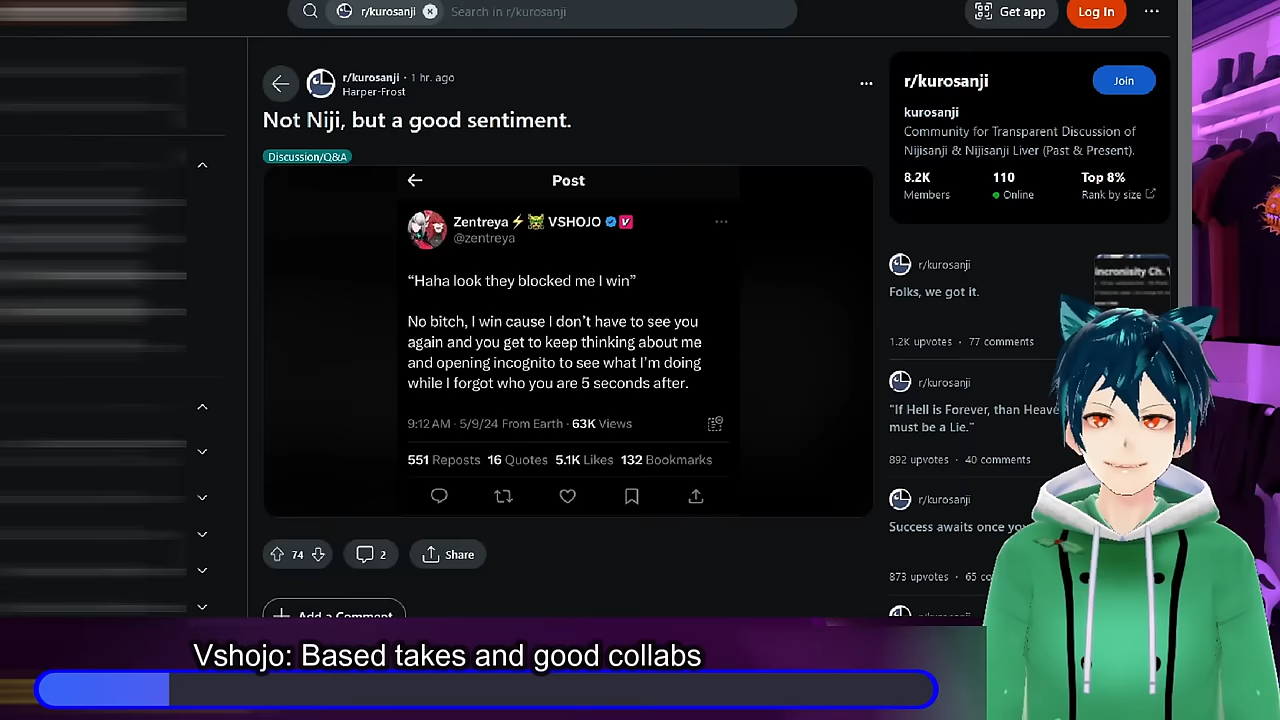 r/kurosanji
Search in r/kurosanji
Get app
Log In
r/kurosanji • 1 hr. ago
Harper-Frost
Not Niji, but a good sentiment.
Discussion/Q&A
Post
Zentreya⚡ VSHOJO
@zentreya
“Haha look they blocked me I win”
No bitch, I win cause I don’t have to see you
again and you get to keep thinking about me
and opening incognito to see what I’m doing
while I forgot who you are 5 seconds after.
9:12 AM · 5/9/24 From Earth · 63K Views
551 Reposts 16 Quotes 5.1K Likes 132 Bookmarks
74
2
Share
Add a Comment
r/kurosanji
Join
kurosanji
Community for Transparent Discussion of
Nijisanji & Nijisanji Liver (Past & Present).
8.2K 110 Top 8%
Members Online Rank by size
r/kurosanji
Folks, we got it.
1.2K upvotes · 77 comments
r/kurosanji
"If Hell is Forever, than Heave
must be a Lie."
892 upvotes · 40 comments
r/kurosanji
Success awaits once yo
873 upvotes · 65 co
Vshojo: Based takes and good collabs